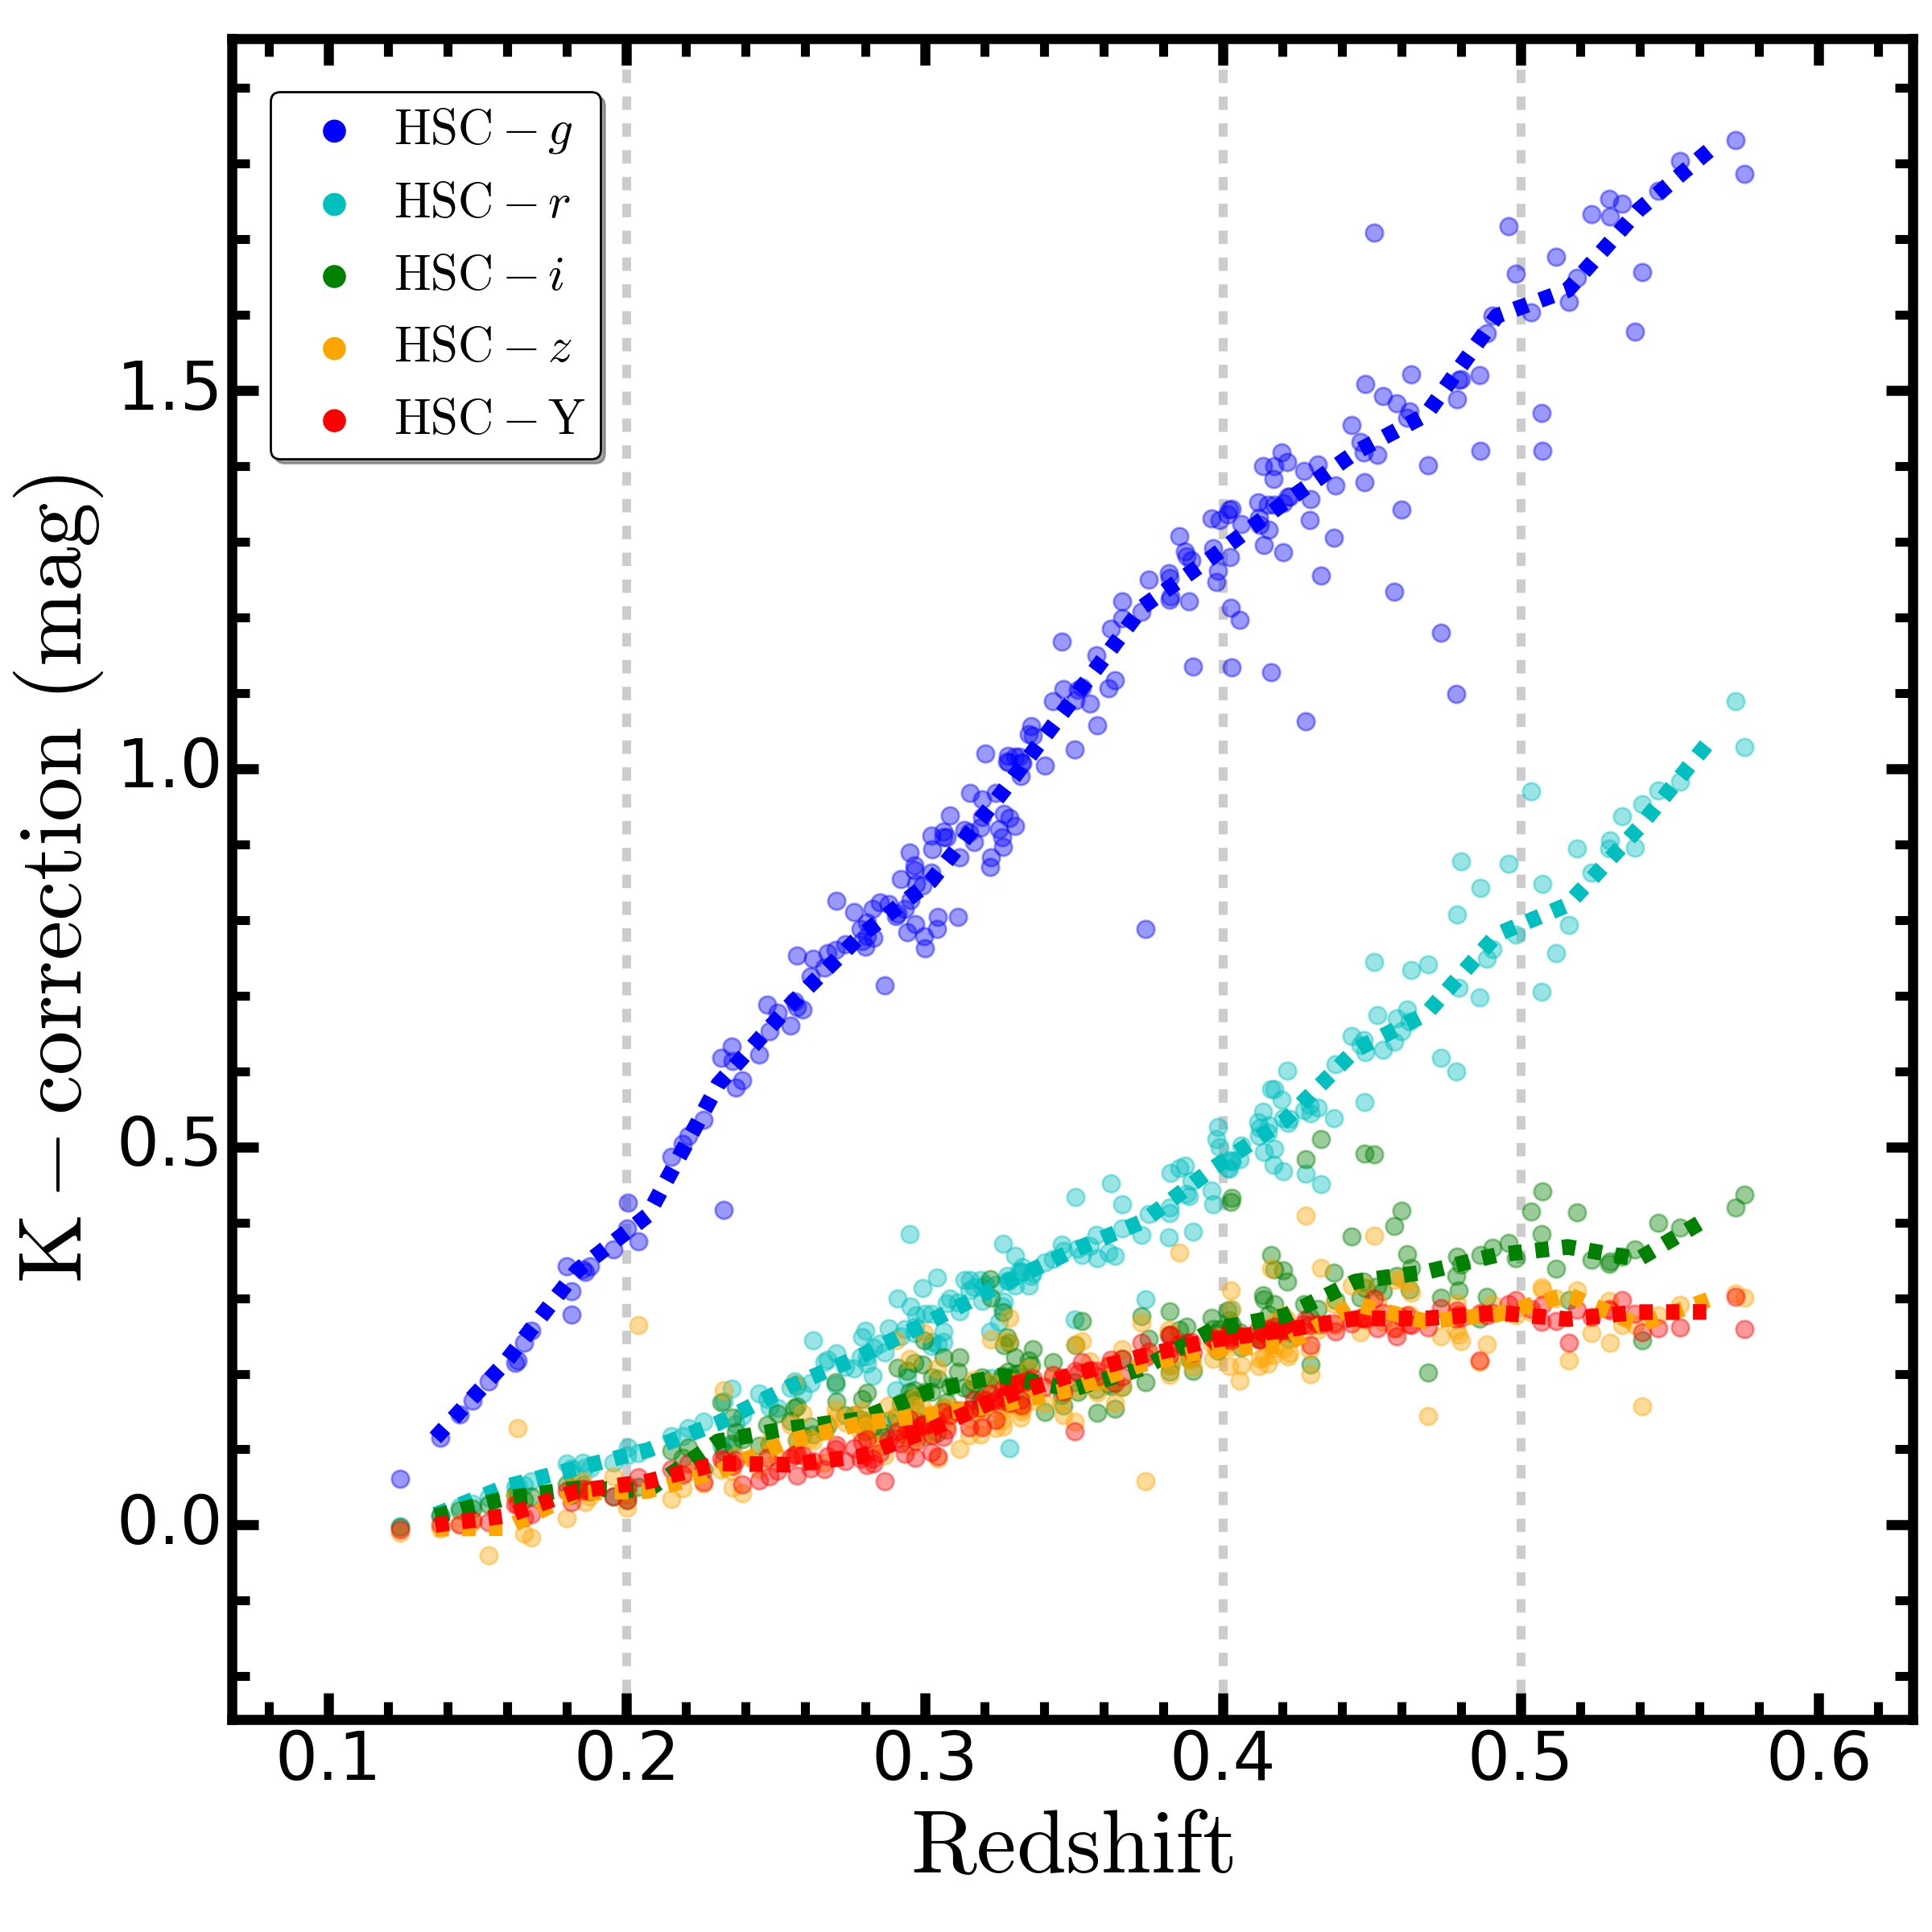 HSC − g
HSC − r
HSC − i
HSC − z
HSC − Y
K − correction (mag)
1.5
1.0
0.5
0.0
0.1 0.2 0.3 0.4 0.5 0.6
Redshift